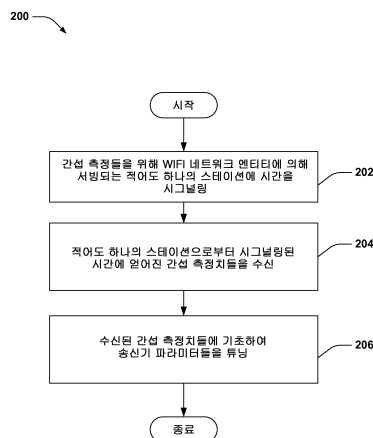 200
시작
간섭 측정들을 위해 WIFI 네트워크 엔티티에 의해
서빙되는 적어도 하나의 스테이션에 시간을
시그널링
202
적어도 하나의 스테이션으로부터 시그널링된
시간에 얻어진 간섭 측정치들을 수신
204
수신된 간섭 측정치들에 기초하여
송신기 파라미터들을 튜닝
206
종료